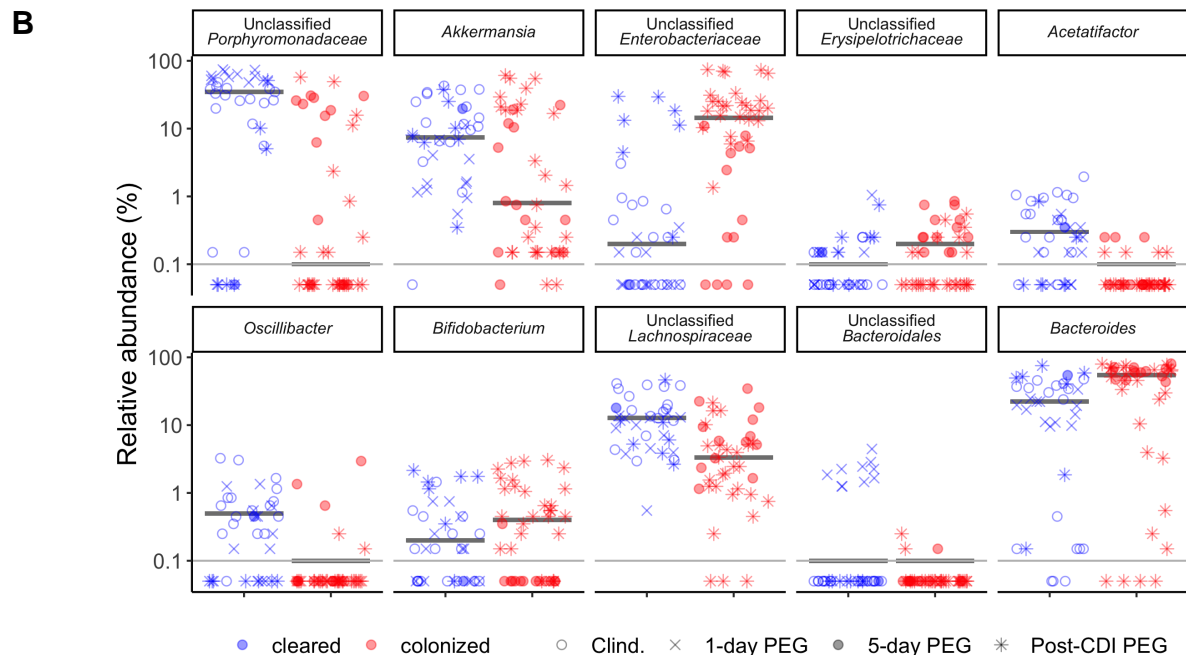 B
Unclassified
Porphyromonadaceae
Akkermansia
Unclassified
Enterobacteriaceae
Unclassified
Erysipelotrichaceae
Acetatifactor
100
10
1
0.1
Relative abundance (%)
Oscillibacter
Bifidobacterium
Unclassified
Lachnospiraceae
Unclassified
Bacteroidales
Bacteroides
100
10
1
0.1
cleared colonized Clind. 1-day PEG 5-day PEG Post-CDI PEG